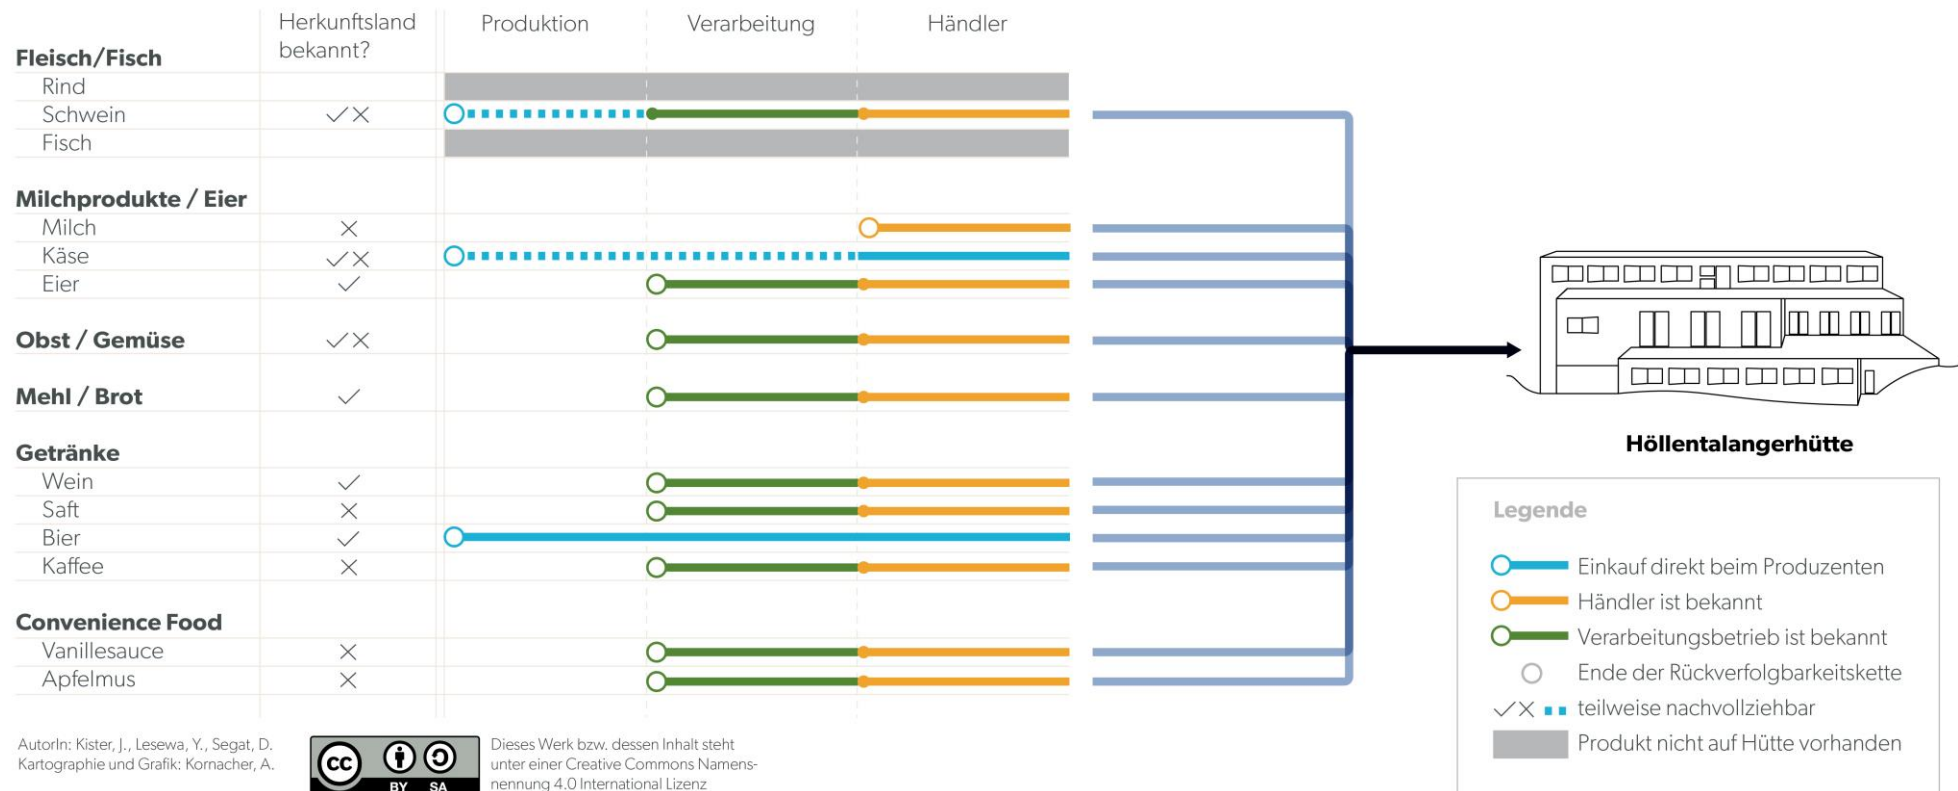 Herkunftsland
bekannt?
Produktion
Verarbeitung
Händler
Fleisch/Fisch
Rind
Schwein
Fisch
Milchprodukte / Eier
Milch
Käse
Eier
Obst / Gemüse
Mehl / Brot
Getränke
Wein
Saft
Bier
Kaffee
Convenience Food
Vanillesauce
Apfelmus
Höllentalangerhütte
Legende
Einkauf direkt beim Produzenten
Händler ist bekannt
Verarbeitungsbetrieb ist bekannt
Ende der Rückverfolgbarkeitskette
teilweise nachvollziehbar
Produkt nicht auf Hütte vorhanden
AutorIn: Kister, J., Lesewa, Y., Segat, D.
Kartographie und Grafik: Kornacher, A.
cc
BY SA
Dieses Werk bzw. dessen Inhalt steht
unter einer Creative Commons Namens-
nennung 4.0 International Lizenz